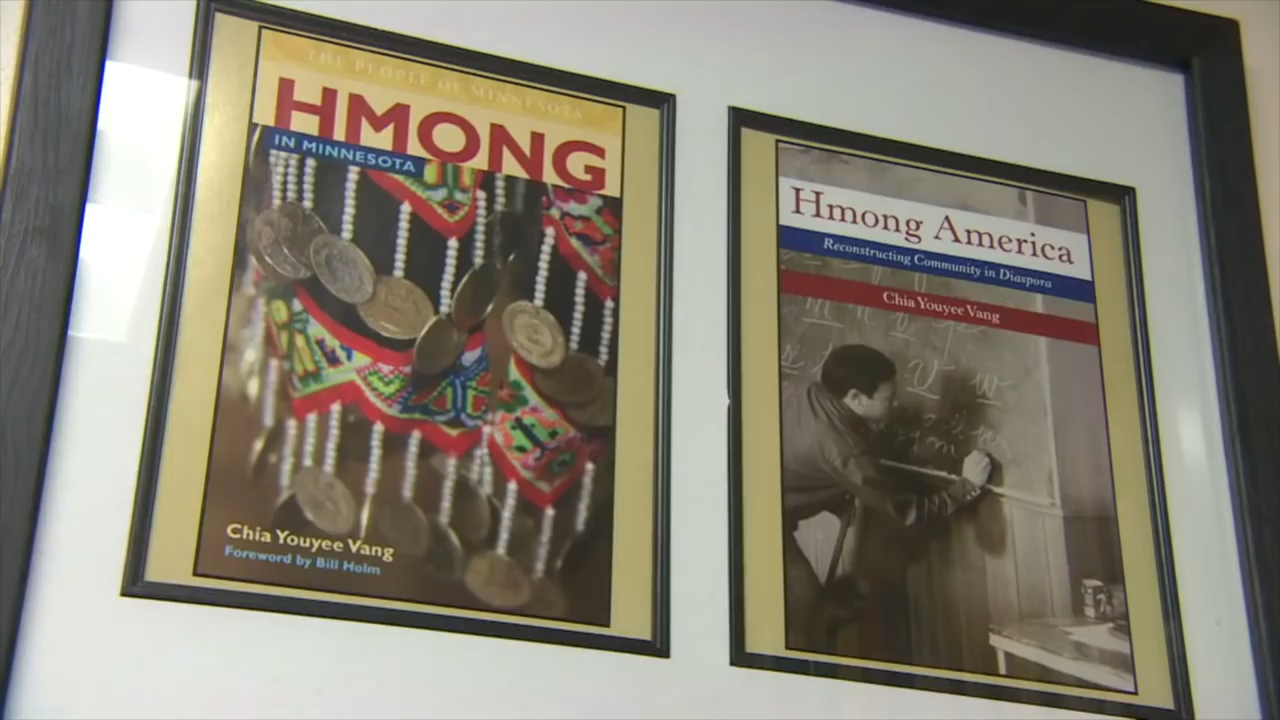 THE PEOPLE OF MINNESOTA
HMONG
IN MINNESOTA
Chia Youyee Vang
Foreword by Bill Holm
Hmong America
Reconstructing Community in Diaspora
Chia Youyee Vang
v w